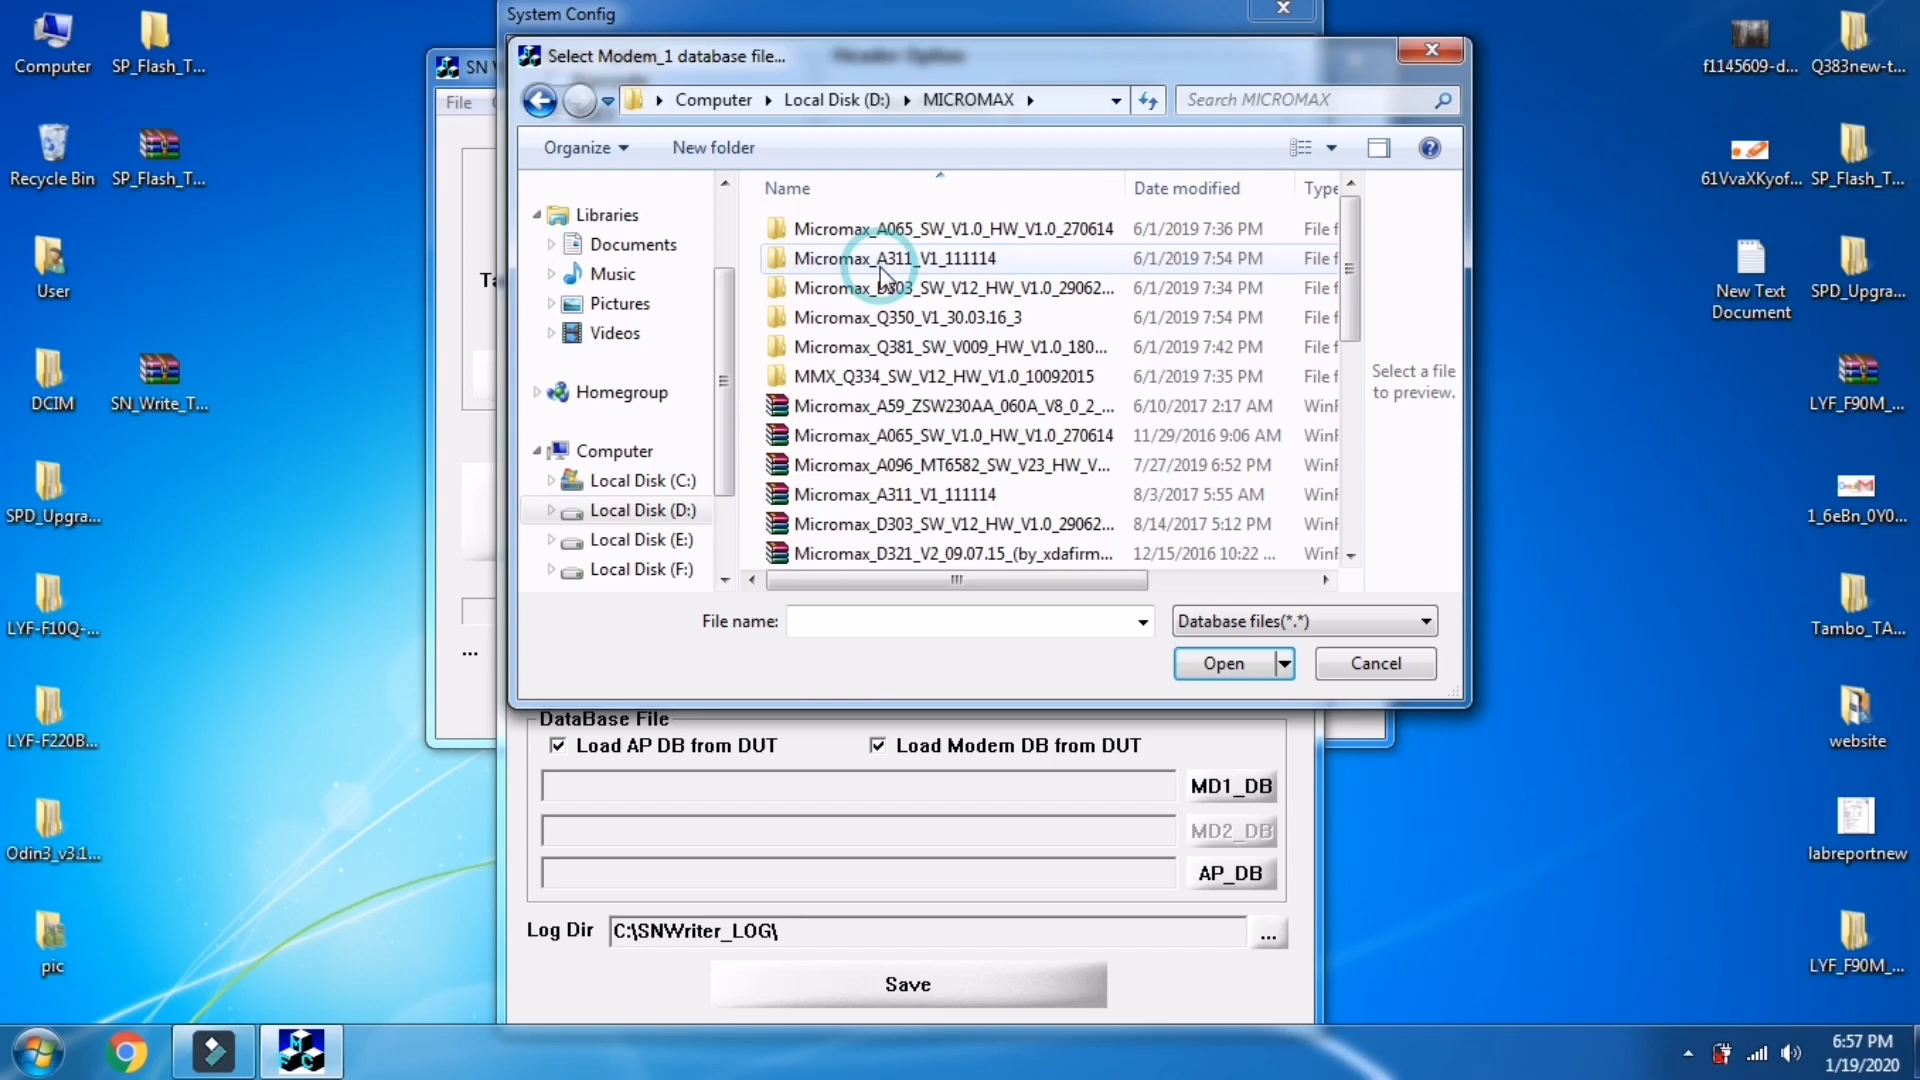 System Config
Select Modem_1 database file...
Computer
Local Disk (D:)
MICROMAX
Search MICROMAX
Organize
New folder
Name
Date modified
Type
Libraries
Documents
Music
Pictures
Videos
Homegroup
Computer
Local Disk (C:)
Local Disk (D:)
Local Disk (E:)
Local Disk (F:)
Micromax_A065_SW_V1.0_HW_V1.0_270614 6/1/2019 7:36 PM File f
Micromax_A311_V1_111114 6/1/2019 7:54 PM File f
Micromax_D303_SW_V12_HW_V1.0_29062... 6/1/2019 7:34 PM File f
Micromax_Q350_V1_30.03.16_3 6/1/2019 7:54 PM File f
Micromax_Q381_SW_V009_HW_V1.0_180... 6/1/2019 7:42 PM File f
MMX_Q334_SW_V12_HW_V1.0_10092015 6/1/2019 7:35 PM File f
Micromax_A59_ZSW230AA_060A_V8_0_2_... 6/10/2017 2:17 AM WinF
Micromax_A065_SW_V1.0_HW_V1.0_270614 11/29/2016 9:06 AM WinF
Micromax_A096_MT6582_SW_V23_HW_V... 7/27/2019 6:52 PM WinF
Micromax_A311_V1_111114 8/3/2017 5:55 AM WinF
Micromax_D303_SW_V12_HW_V1.0_29062... 8/14/2017 5:12 PM WinF
Micromax_D321_V2_09.07.15_(by_xdafirm... 12/15/2016 10:22 ... WinF
Select a file
to preview.
File name:
Database files(*.*)
Open
Cancel
SN
File
Ta
...
DataBase File
Load AP DB from DUT
Load Modem DB from DUT
MD1_DB
MD2_DB
AP_DB
Log Dir
C:\SNWriter_LOG\
...
Save
Computer
SP_Flash_T...
Recycle Bin
SP_Flash_T...
User
DCIM
SN_Write_T...
SPD_Upgra...
LYF-F10Q-...
LYF-F220B...
Odin3_v3.1...
pic
f1145609-d...
Q383new-t...
61VvaXKyof...
SP_Flash_T...
New Text
Document
SPD_Upgra...
LYF_F90M_...
1_6eBn_0Y0...
Tambo_TA...
website
labreportnew
LYF_F90M_...
6:57 PM
1/19/2020